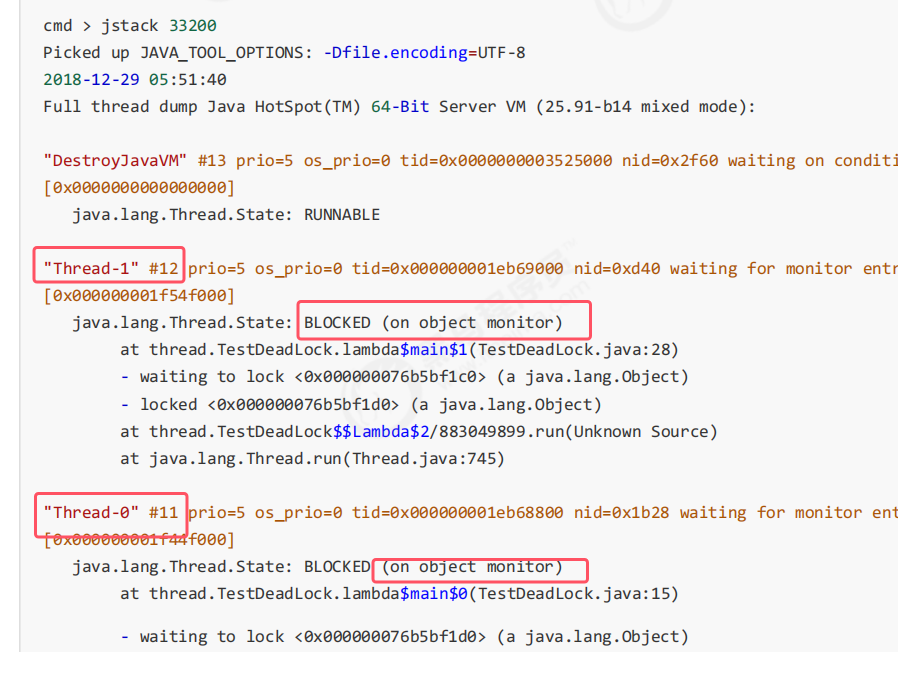 cmd > jstack 33200
Picked up JAVA_TOOL_OPTIONS: -Dfile.encoding=UTF-8
2018-12-29 05:51:40
Full thread dump Java HotSpot(TM) 64-Bit Server VM (25.91-b14 mixed mode):
"DestroyJavaVM" #13 prio=5 os_prio=0 tid=0x0000000003525000 nid=0x2f60 waiting on conditi
[0x0000000000000000]
java.lang.Thread.State: RUNNABLE
"Thread-1" #12 prio=5 os_prio=0 tid=0x000000001eb69000 nid=0xd40 waiting for monitor entr
[0x000000001f54f000]
java.lang.Thread.State: BLOCKED (on object monitor)
at thread.TestDeadLock.lambda$main$1(TestDeadLock.java:28)
- waiting to lock <0x000000076b5bf1c0> (a java.lang.Object)
- locked <0x000000076b5bf1d0> (a java.lang.Object)
at thread.TestDeadLock$$Lambda$2/883049899.run(Unknown Source)
at java.lang.Thread.run(Thread.java:745)
"Thread-0" #11 prio=5 os_prio=0 tid=0x000000001eb68800 nid=0x1b28 waiting for monitor ent
[0x000000001f44f000]
java.lang.Thread.State: BLOCKED (on object monitor)
at thread.TestDeadLock.lambda$main$0(TestDeadLock.java:15)
- waiting to lock <0x000000076b5bf1d0> (a java.lang.Object)